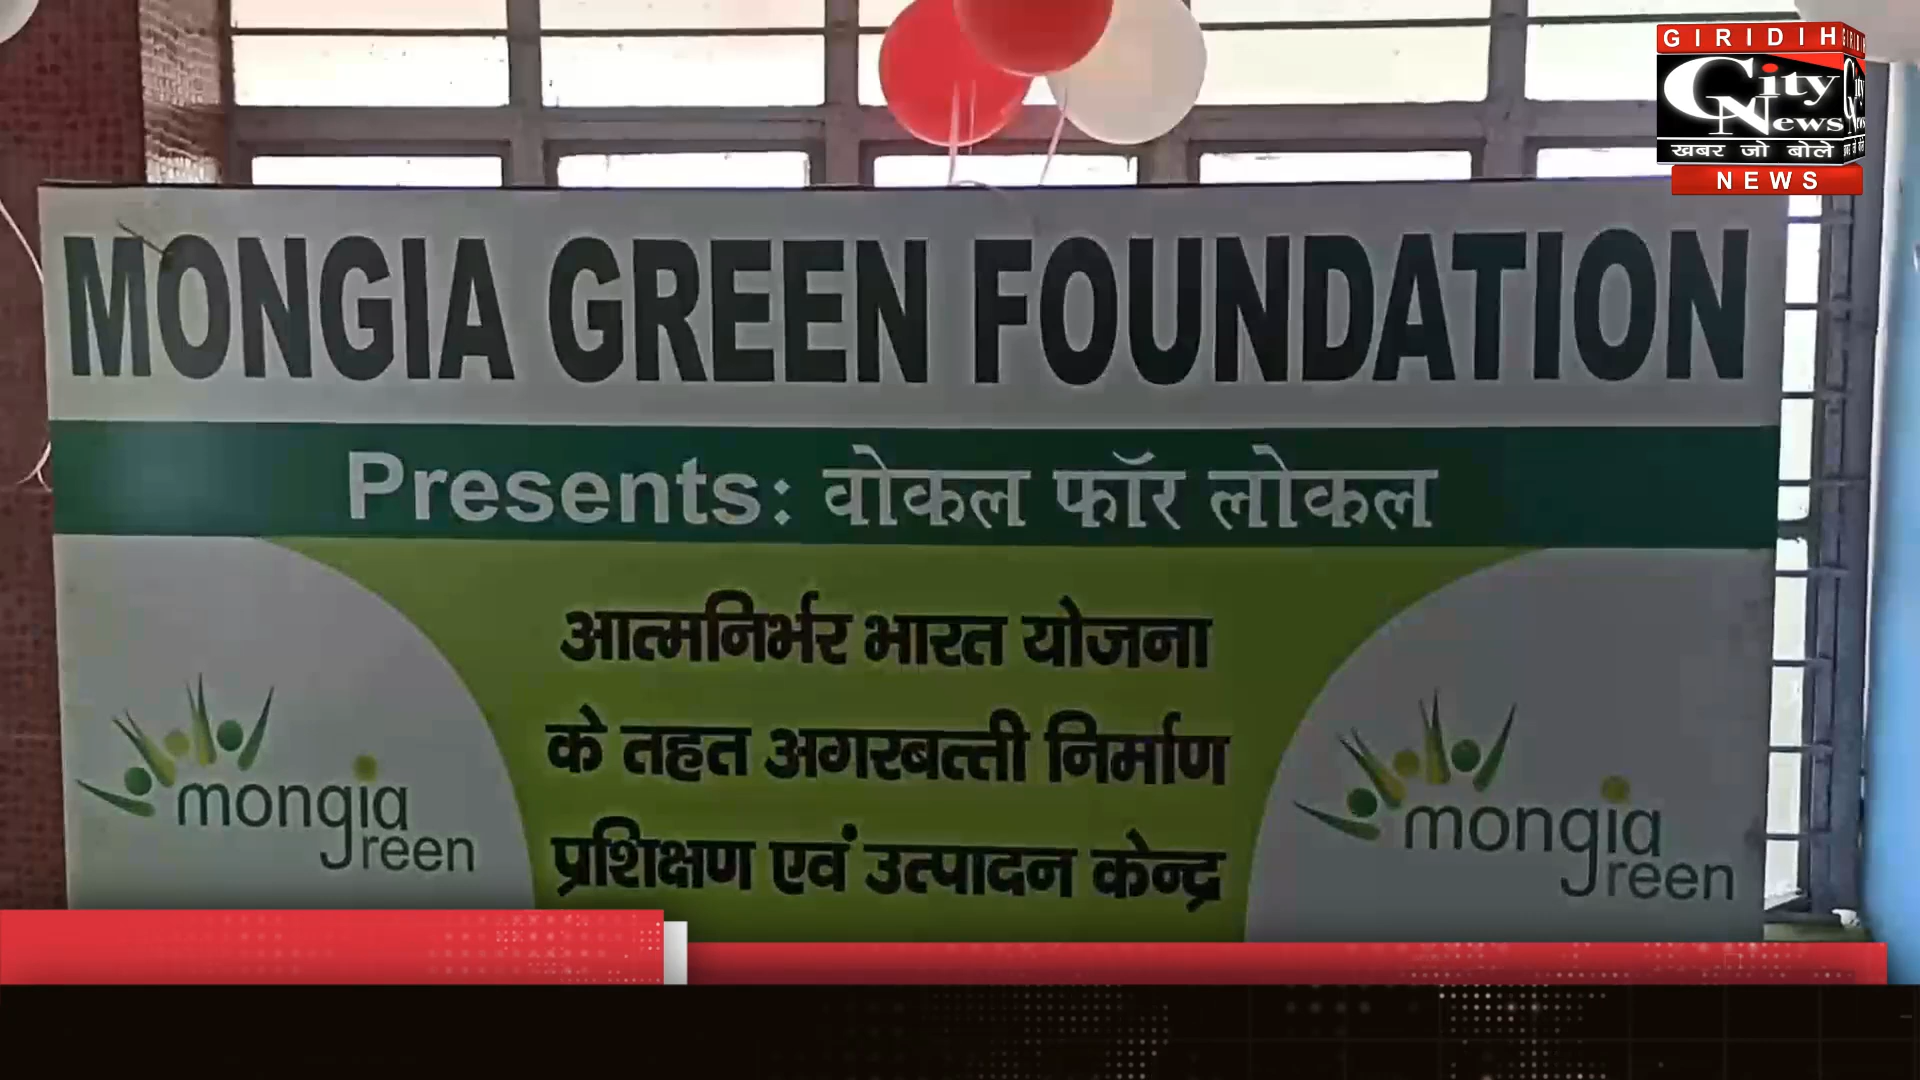 GIRIDIH
City News
खबर जो बोले
NEWS
MONGIA GREEN FOUNDATION
Presents: वोकल फॉर लोकल
आत्मनिर्भर भारत योजना
के तहत अगरबत्ती निर्माण
प्रशिक्षण एवं उत्पादन केन्द्र
mongia green
mongia green